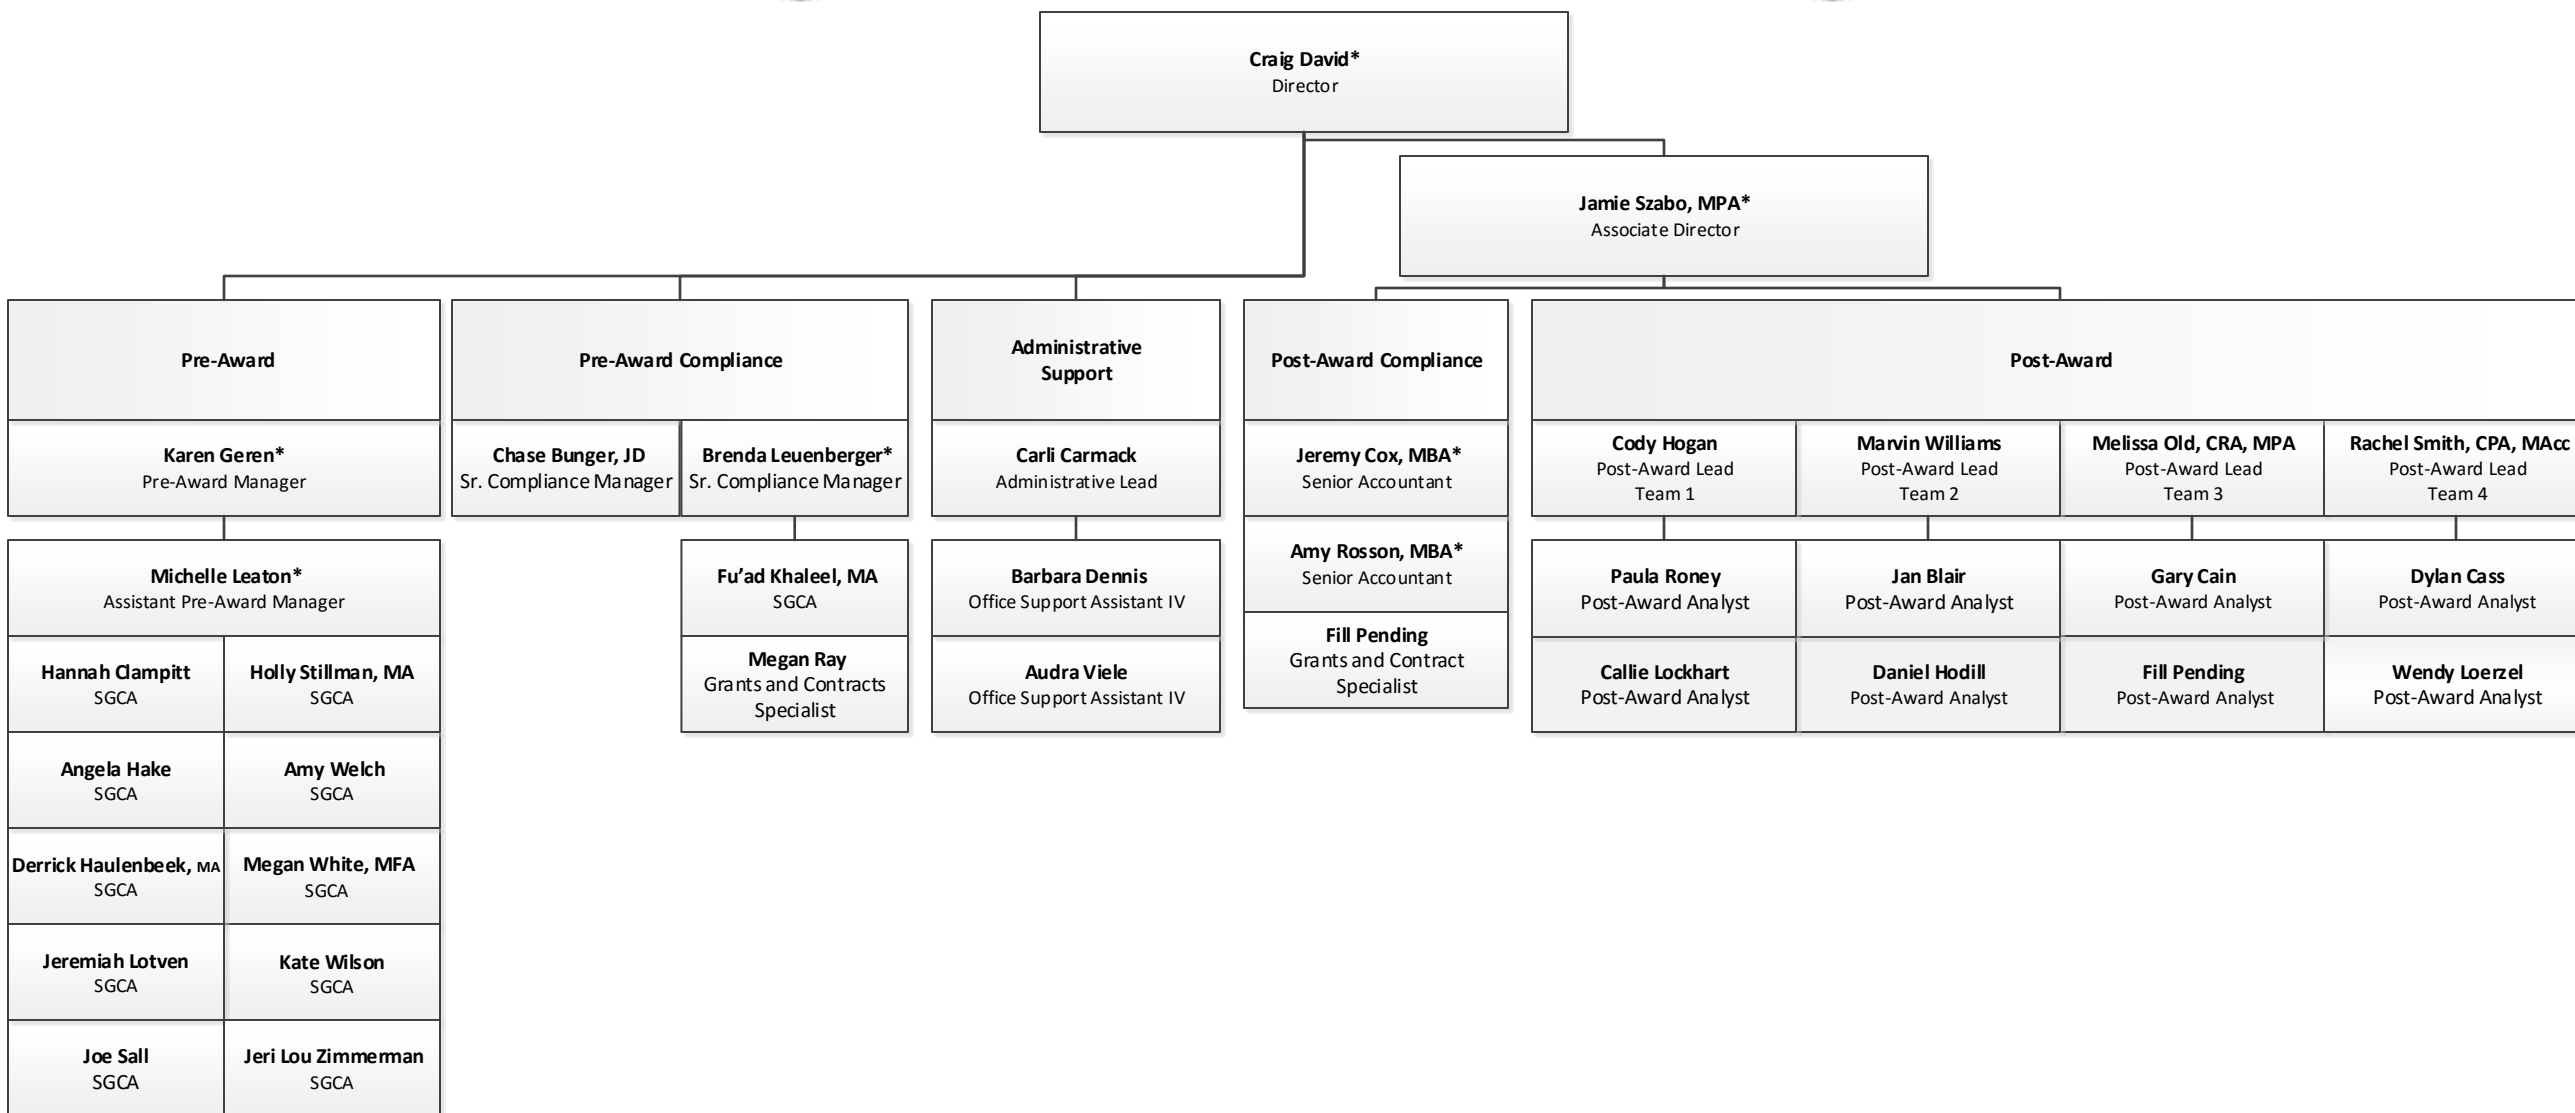 Craig David*
Director
Jamie Szabo, MPA*
Associate Director
Pre-Award
Karen Geren*
Pre-Award Manager
Michelle Leaton*
Assistant Pre-Award Manager
Hannah Clampitt
SGCA
Holly Stillman, MA
SGCA
Angela Hake
SGCA
Amy Welch
SGCA
Derrick Haulenbeek, MA
SGCA
Megan White, MFA
SGCA
Jeremiah Lotven
SGCA
Kate Wilson
SGCA
Joe Sall
SGCA
Jeri Lou Zimmerman
SGCA
Pre-Award Compliance
Chase Bunger, JD
Sr. Compliance Manager
Brenda Leuenberger*
Sr. Compliance Manager
Fu’ad Khaleel, MA
SGCA
Megan Ray
Grants and Contracts
Specialist
Administrative
Support
Carli Carmack
Administrative Lead
Barbara Dennis
Office Support Assistant IV
Audra Viele
Office Support Assistant IV
Post-Award Compliance
Jeremy Cox, MBA*
Senior Accountant
Amy Rosson, MBA*
Senior Accountant
Fill Pending
Grants and Contract
Specialist
Post-Award
Cody Hogan
Post-Award Lead
Team 1
Paula Roney
Post-Award Analyst
Callie Lockhart
Post-Award Analyst
Marvin Williams
Post-Award Lead
Team 2
Jan Blair
Post-Award Analyst
Daniel Hodill
Post-Award Analyst
Melissa Old, CRA, MPA
Post-Award Lead
Team 3
Gary Cain
Post-Award Analyst
Fill Pending
Post-Award Analyst
Rachel Smith, CPA, MAcc
Post-Award Lead
Team 4
Dylan Cass
Post-Award Analyst
Wendy Loerzel
Post-Award Analyst